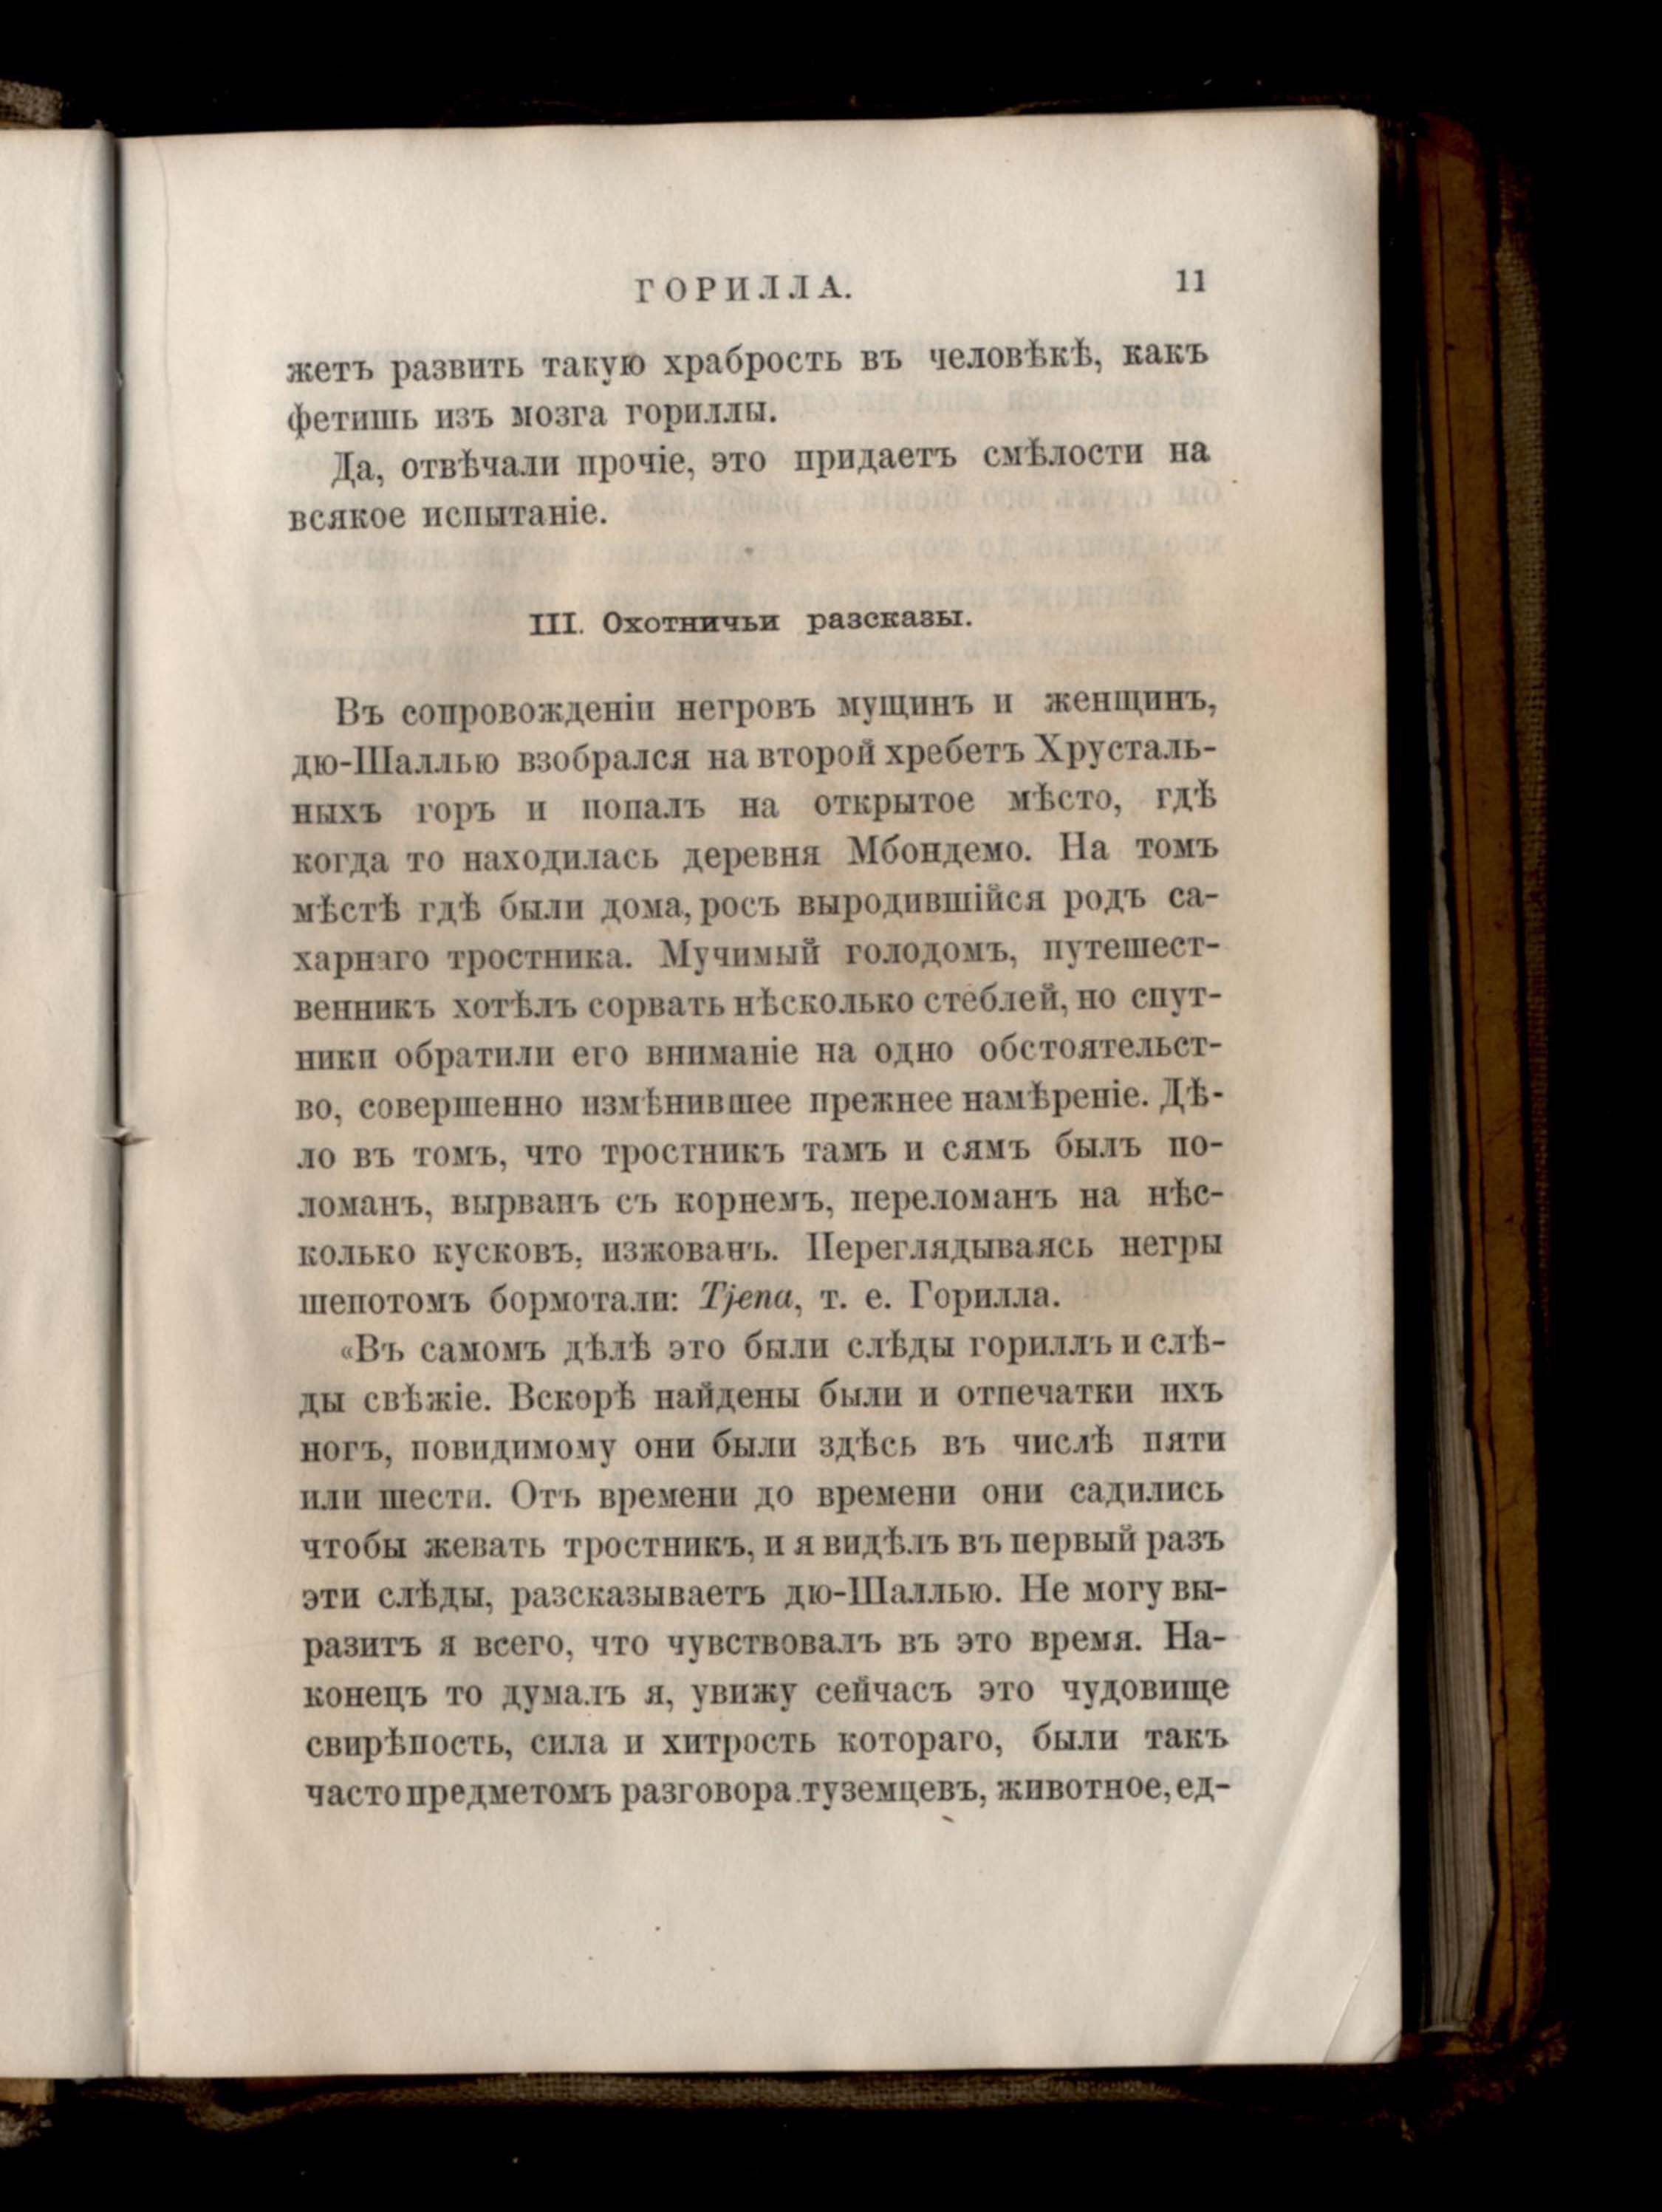 ГОРИЛЛА. 11
жетъ развить такую храбрость въ человѣкѣ, какъ
фетишь изъ мозга гориллы.
Да, отвѣчали прочіе, это придаетъ смѣлости на
всякое испытаніе.
III. Охотничьи разсказы.
Въ сопровожденіи негровъ мущинъ и женщинъ,
дю-Шаллью взобрался на второй хребетъ Хрусталь-
ныхъ горъ и попалъ на открытое мѣсто, гдѣ
когда то находилась деревня Мбондемо. На томъ
мѣстѣ гдѣ были дома, росъ выродившійся родъ са-
харнаго тростника. Мучимый голодомъ, путешест-
венникъ хотѣлъ сорвать нѣсколько стеблей, но спут-
ники обратили его вниманіе на одно обстоятельст-
во, совершенно измѣнившее прежнее намѣреніе. Дѣ-
ло въ томъ, что тростникъ тамъ и сямъ былъ по-
ломанъ, вырванъ съ корнемъ, переломанъ на нѣс-
колько кусковъ, изжованъ. Переглядываясь негры
шепотомъ бормотали: Tjena, т. е. Горилла.
«Въ самомъ дѣлѣ это были слѣды гориллъ и слѣ-
ды свѣжіе. Вскорѣ найдены были и отпечатки ихъ
ногъ, повидимому они были здѣсь въ числѣ пяти
или шести. Отъ времени до времени они садились
чтобы жевать тростникъ, и я видѣлъ въ первый разъ
эти слѣды, разсказываетъ дю-Шаллью. Не могу вы-
разитъ я всего, что чувствовалъ въ это время. На-
конецъ то думалъ я, увижу сейчасъ это чудовище
свирѣпость, сила и хитрость котораго, были такъ
часто предметомъ разговора туземцевъ, животное, ед-